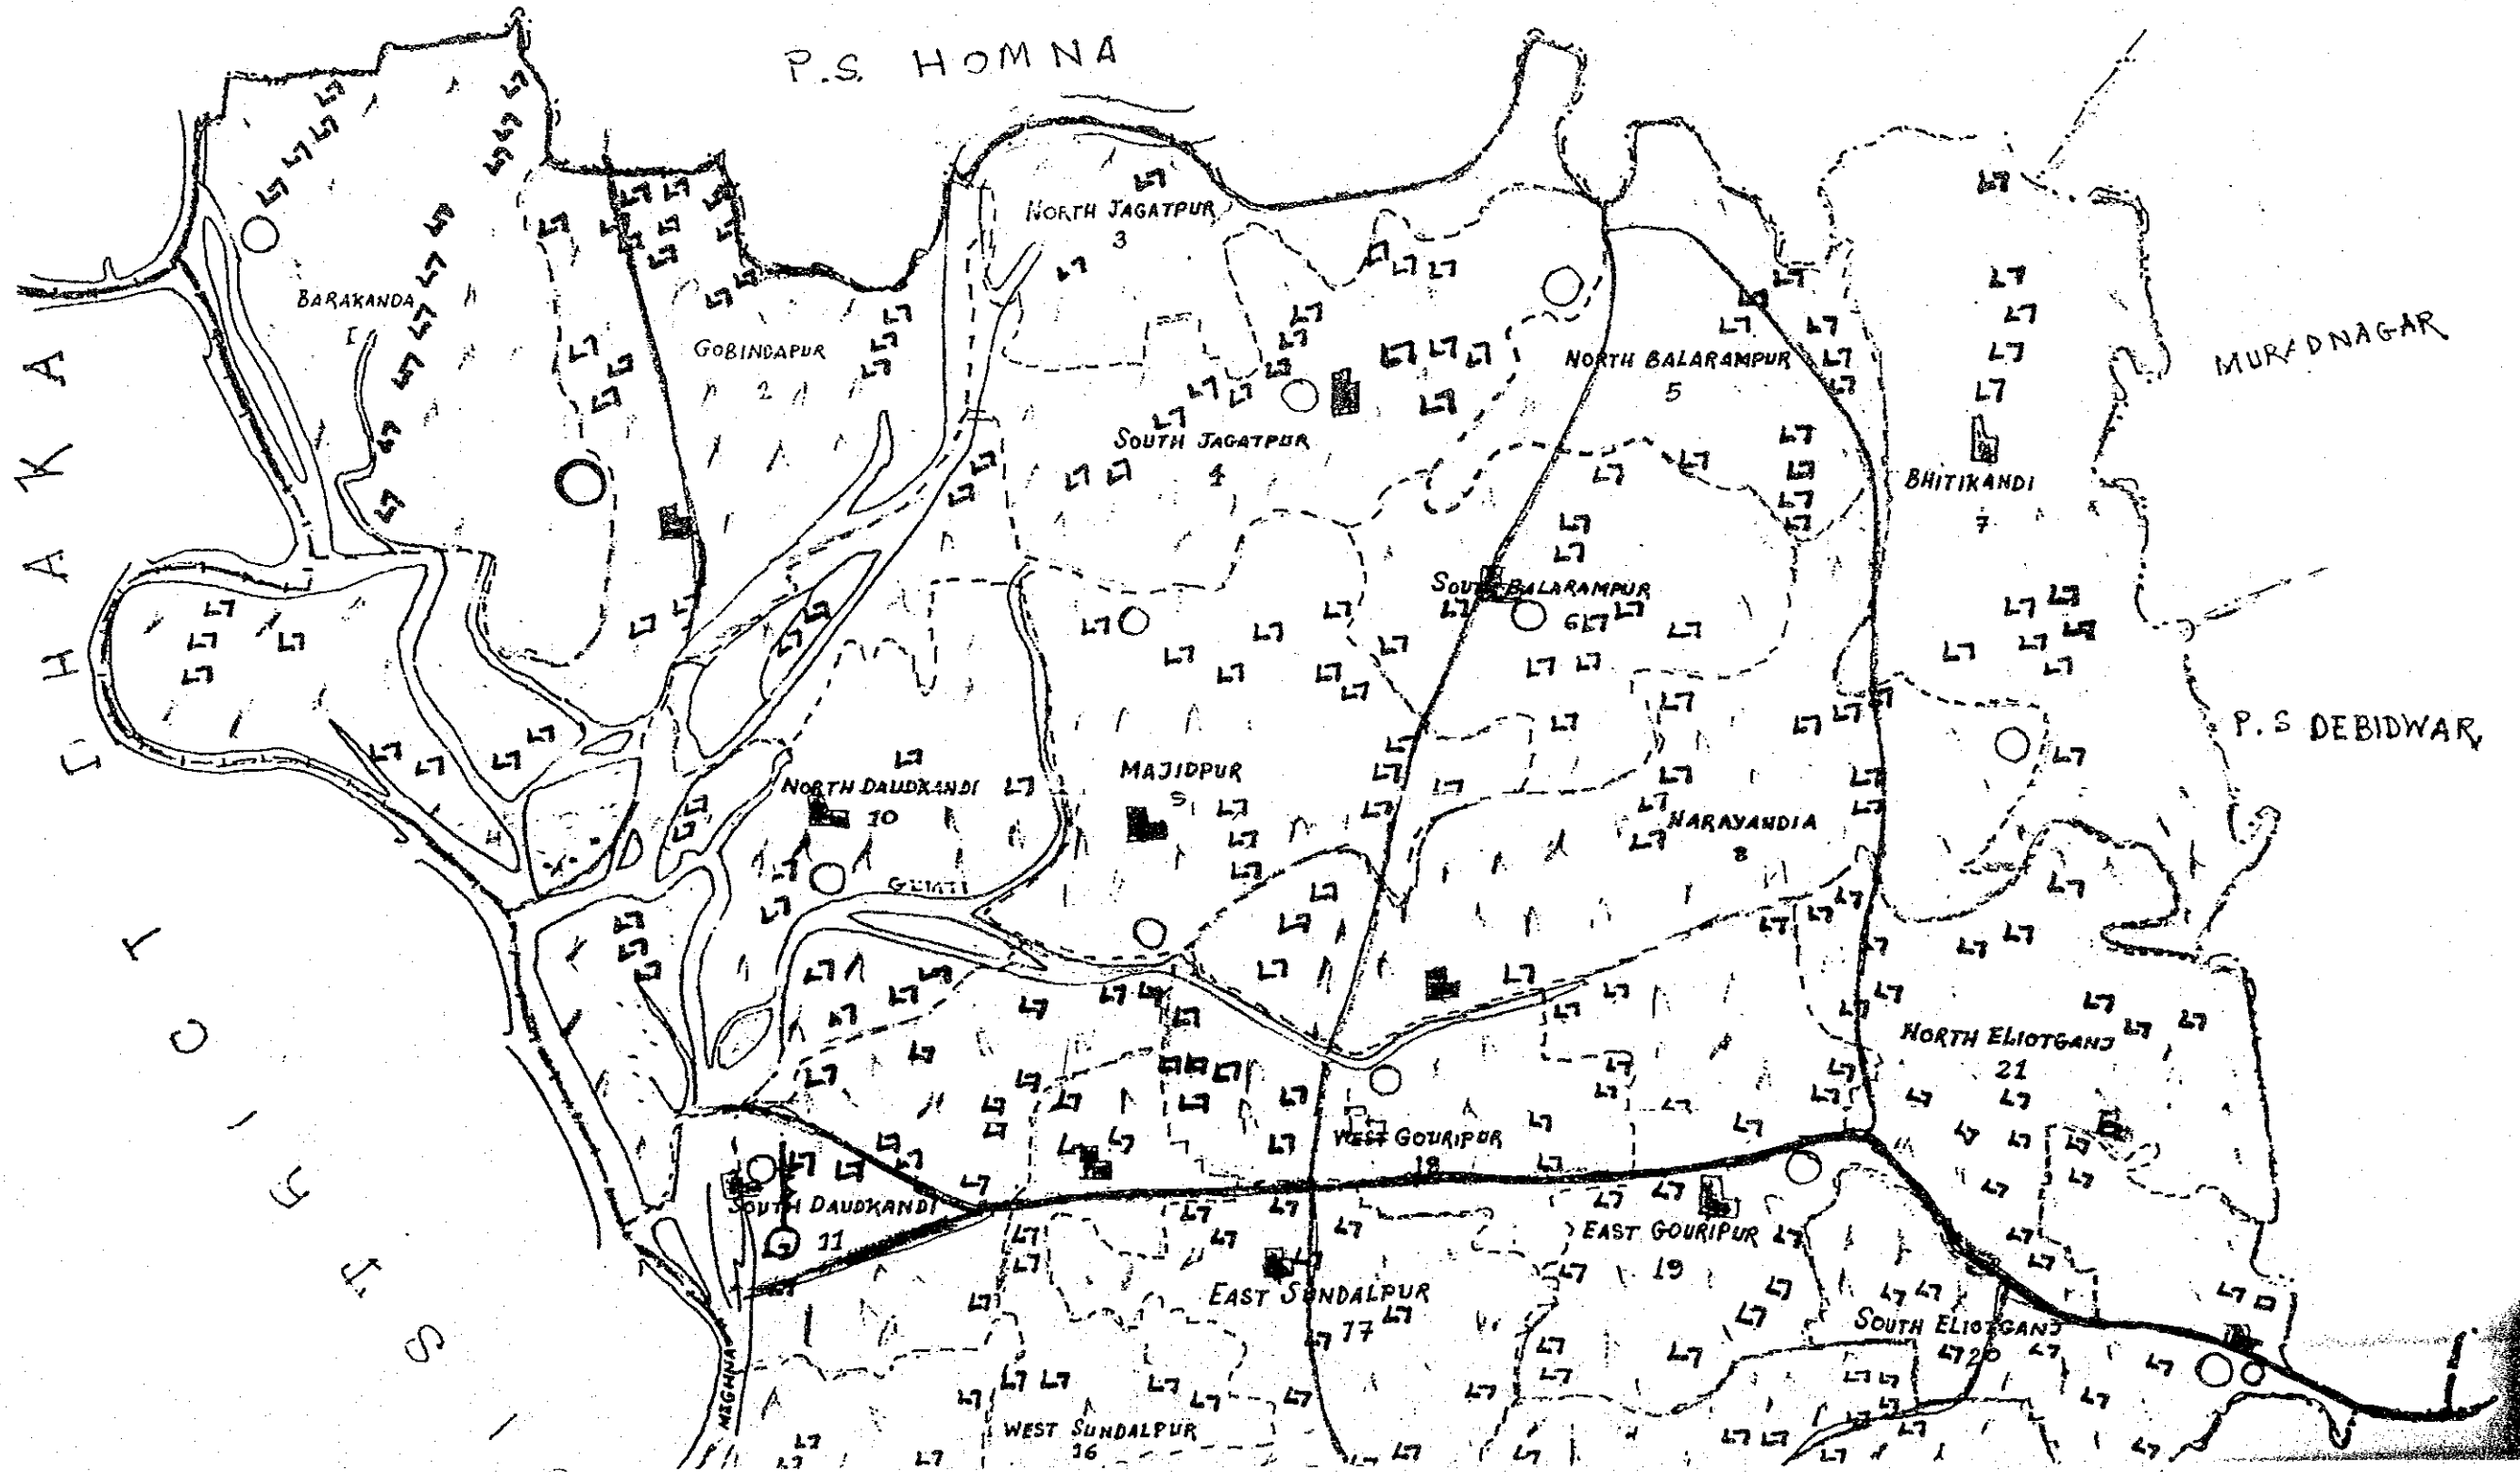 P.S. HOMNA
NORTH JAGATPUR
3
BARAKANDA
1
GOBINDAPUR
2
NORTH BALARAMPUR
5
MURADNAGAR
DHAKA
SOUTH JAGATPUR
4
BHITIKANDI
7
SOUTH BALARAMPUR
6
P.S DEBIDWAR
MAJIDPUR
9
NORTH DAUDKANDI
10
NARAYANDIA
8
GUMTI
NORTH ELIOTGANJ
21
WEST GOURIPUR
18
SOUTH DAUDKANDI
11
EAST GOURIPUR
19
EAST SUNDALPUR
17
SOUTH ELIOTGANJ
20
MEGHNA
WEST SUNDALPUR
16